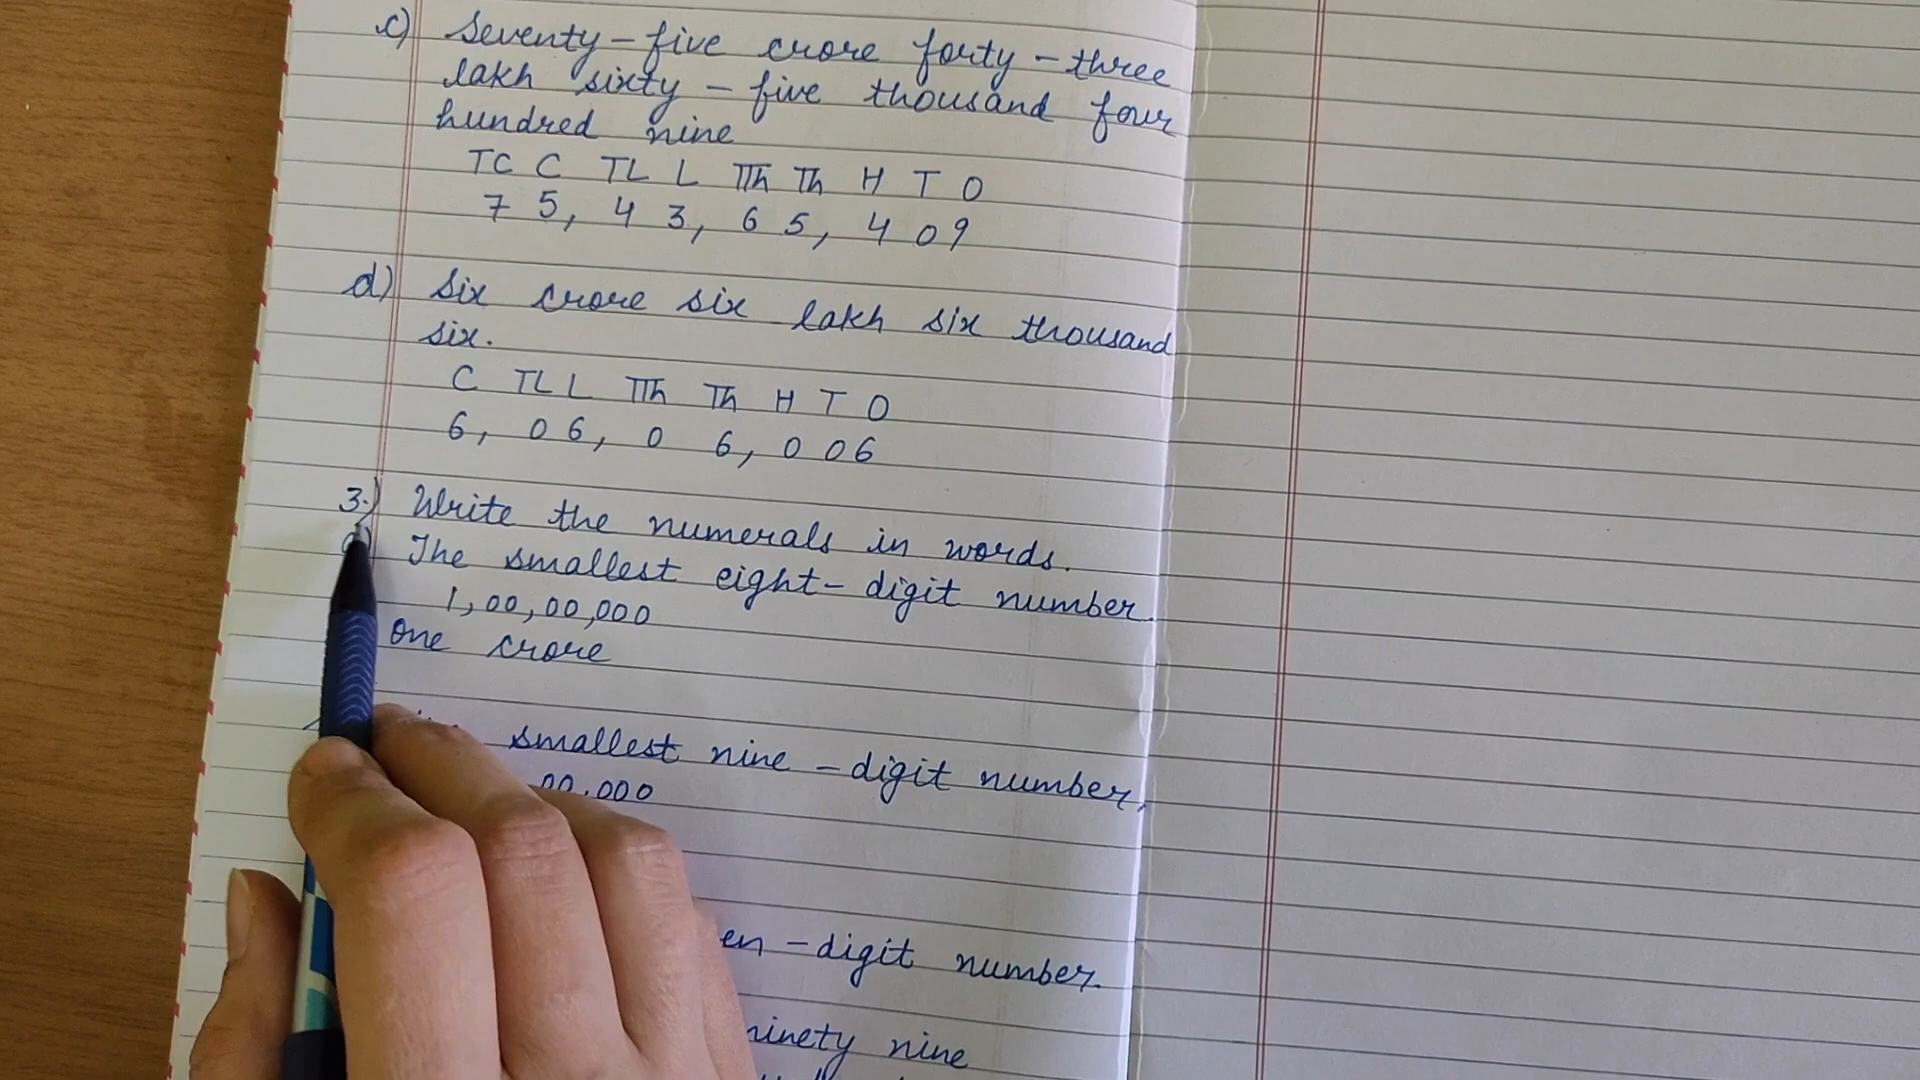 c) Seventy-five crore forty-three
lakh sixty-five thousand four
hundred nine
TC C TL L TTh Th H T O
7 5, 4 3, 6 5, 4 0 9
d) Six crore six lakh six thousand
six.
C TL L TTh Th H T O
6, 0 6, 0 6, 0 0 6
3.) Write the numerals in words.
The smallest eight-digit number.
1,00,00,000
One crore
smallest nine-digit number,
00,000
-digit number.
ninety nine